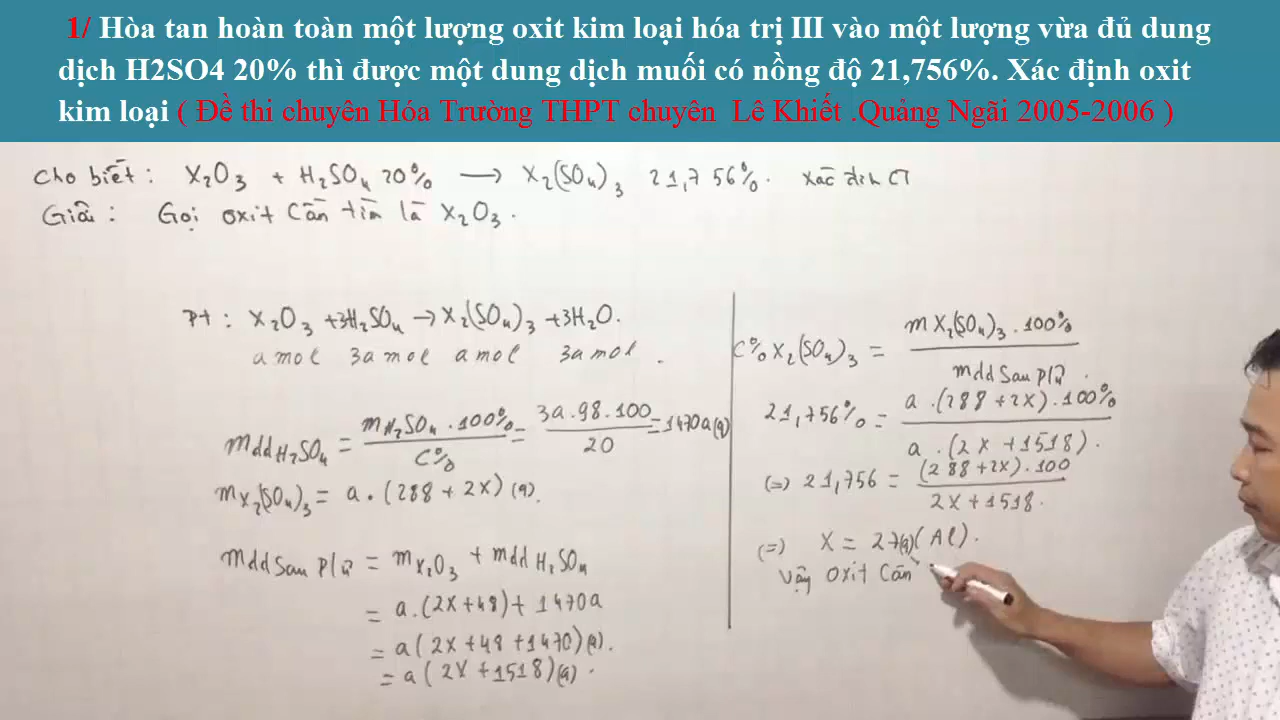 1/ Hòa tan hoàn toàn một lượng oxit kim loại hóa trị III vào một lượng vừa đủ dung
dịch H2SO4 20% thì được một dung dịch muối có nồng độ 21,756%. Xác định oxit
kim loại ( Đề thi chuyên Hóa Trường THPT chuyên Lê Khiết .Quảng Ngãi 2005-2006 )
Cho biết: X₂O₃ + H₂SO₄ 20% → X₂(SO₄)₃ 21,756%. Xác định CT
Giải: Gọi oxit cần tìm là X₂O₃.
Pt: X₂O₃ + 3H₂SO₄ → X₂(SO₄)₃ + 3H₂O.
a mol 3a mol a mol 3a mol.
mdd H₂SO₄ = mH₂SO₄ . 100% / C% = 3a.98.100 / 20 = 1470a (g)
mX₂(SO₄)₃ = a.(288 + 2X) (g).
mdd sau pứ = mX₂O₃ + mdd H₂SO₄
= a.(2X+48) + 1470a
= a(2X+48+1470)(g).
= a(2X+1518)(g).
C% X₂(SO₄)₃ = mX₂(SO₄)₃ . 100% / mdd sau pứ.
21,756% = a.(288+2X).100% / a.(2X+1518).
(=) 21,756 = (288+2X).100 / 2X+1518.
(=) X = 27(g)(Al).
Vậy oxit cần